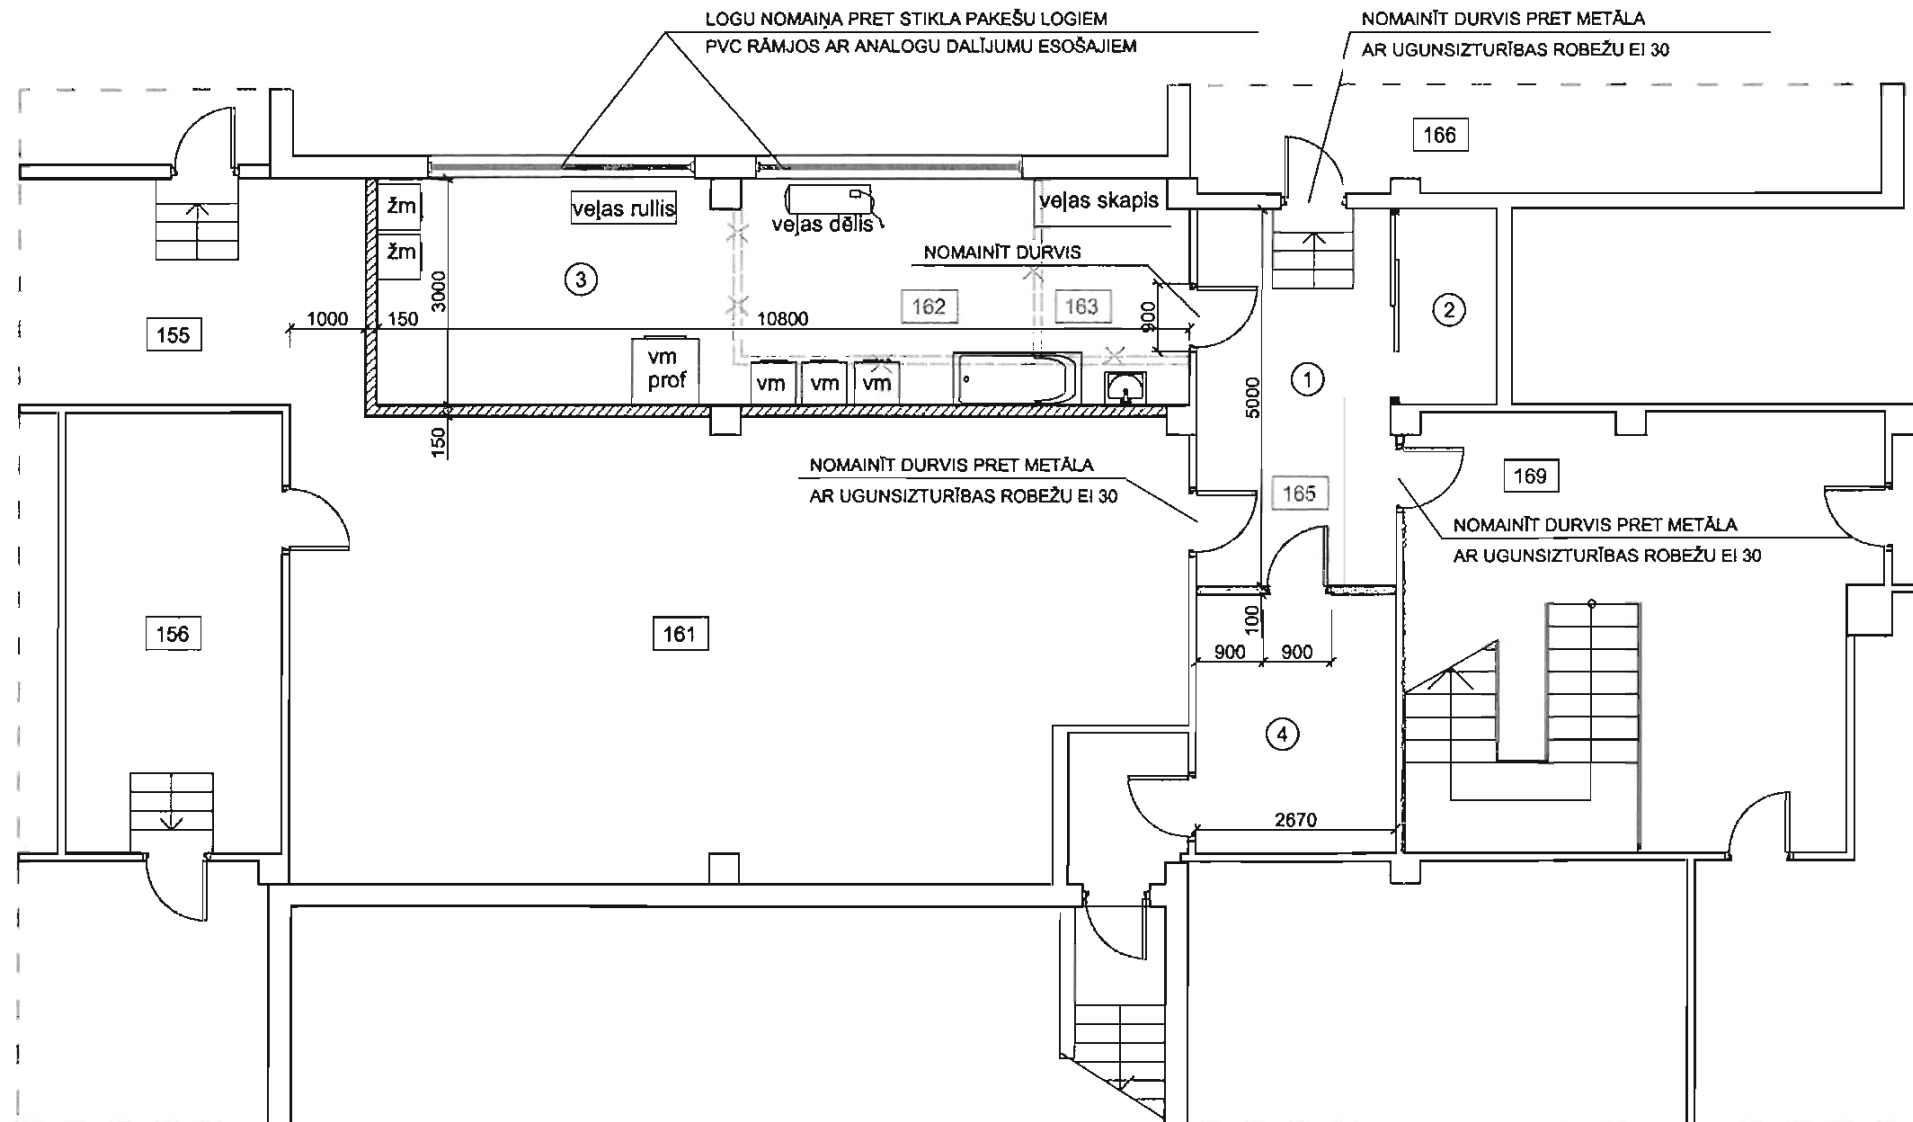 LOGU NOMAIŅA PRET STIKLA PAKEŠU LOGIEM
PVC RĀMJOS AR ANALOGU DALĪJUMU ESOŠAJIEM
NOMAINĪT DURVIS PRET METĀLA
AR UGUNSIZTURĪBAS ROBEŽU EI 30
166
žm
žm
veļas rullis
veļas dēlis
veļas skapis
NOMAINĪT DURVIS
3
3000
162
163
900
2
155
1000
150
10800
vm
prof
vm
vm
vm
1
5000
150
NOMAINĪT DURVIS PRET METĀLA
AR UGUNSIZTURĪBAS ROBEŽU EI 30
165
169
NOMAINĪT DURVIS PRET METĀLA
AR UGUNSIZTURĪBAS ROBEŽU EI 30
156
161
100
900
900
4
2670